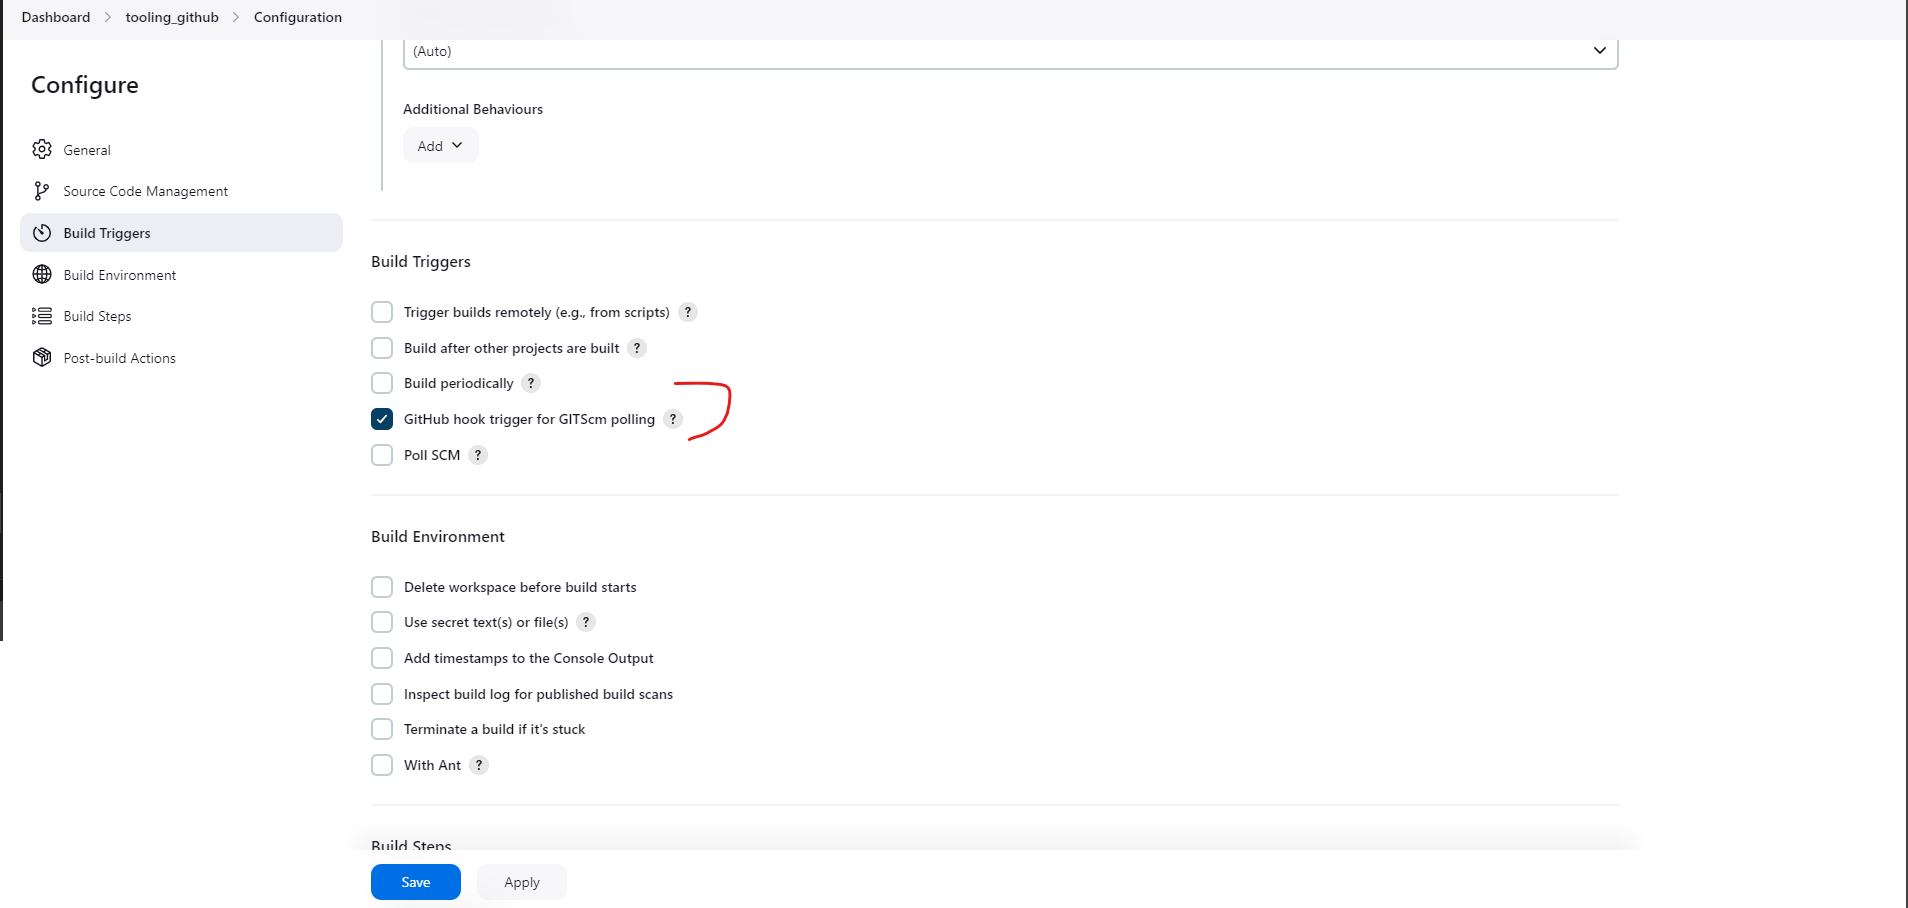 Dashboard > tooling_github > Configuration
Configure
General
Source Code Management
Build Triggers
Build Environment
Build Steps
Post-build Actions
(Auto)
Additional Behaviours
Add
Build Triggers
Trigger builds remotely (e.g., from scripts) ?
Build after other projects are built ?
Build periodically ?
GitHub hook trigger for GITScm polling ?
Poll SCM ?
Build Environment
Delete workspace before build starts
Use secret text(s) or file(s) ?
Add timestamps to the Console Output
Inspect build log for published build scans
Terminate a build if it's stuck
With Ant ?
Build Steps
Save Apply